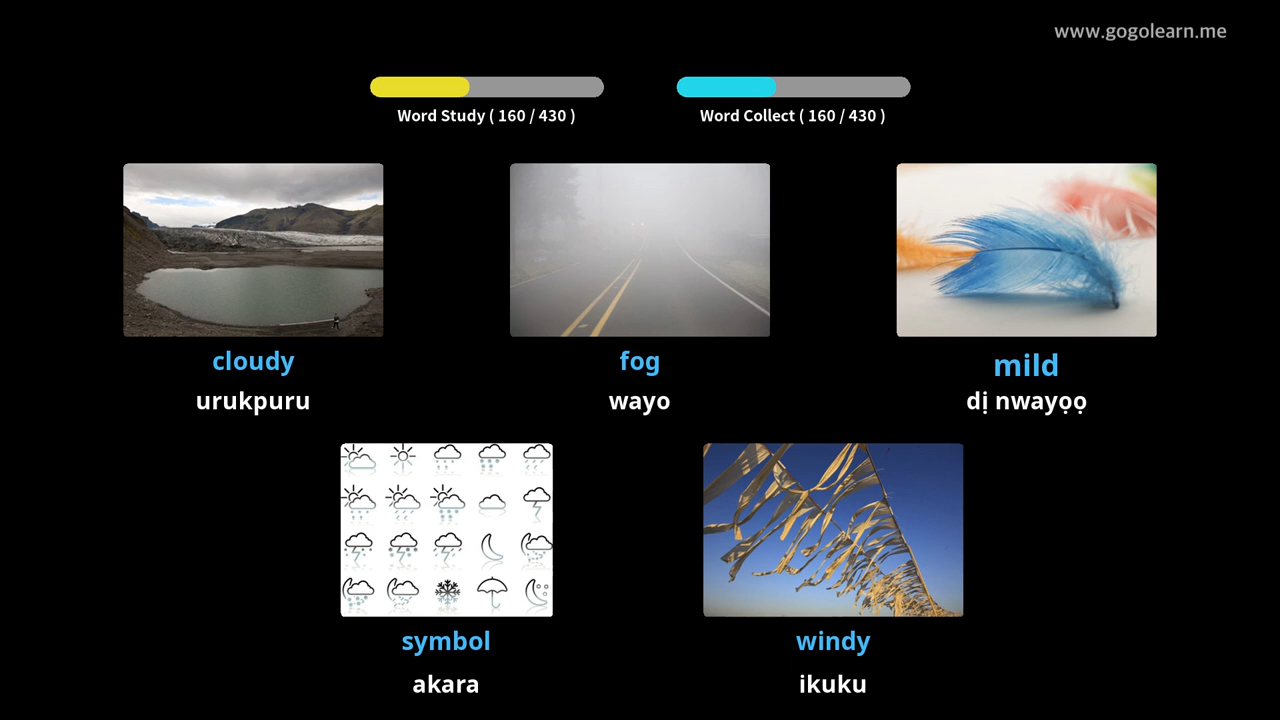 www.gogolearn.me
Word Study ( 160 / 430 )
Word Collect ( 160 / 430 )
cloudy
urukpuru
fog
wayo
mild
dị nwayọọ
symbol
akara
windy
ikuku